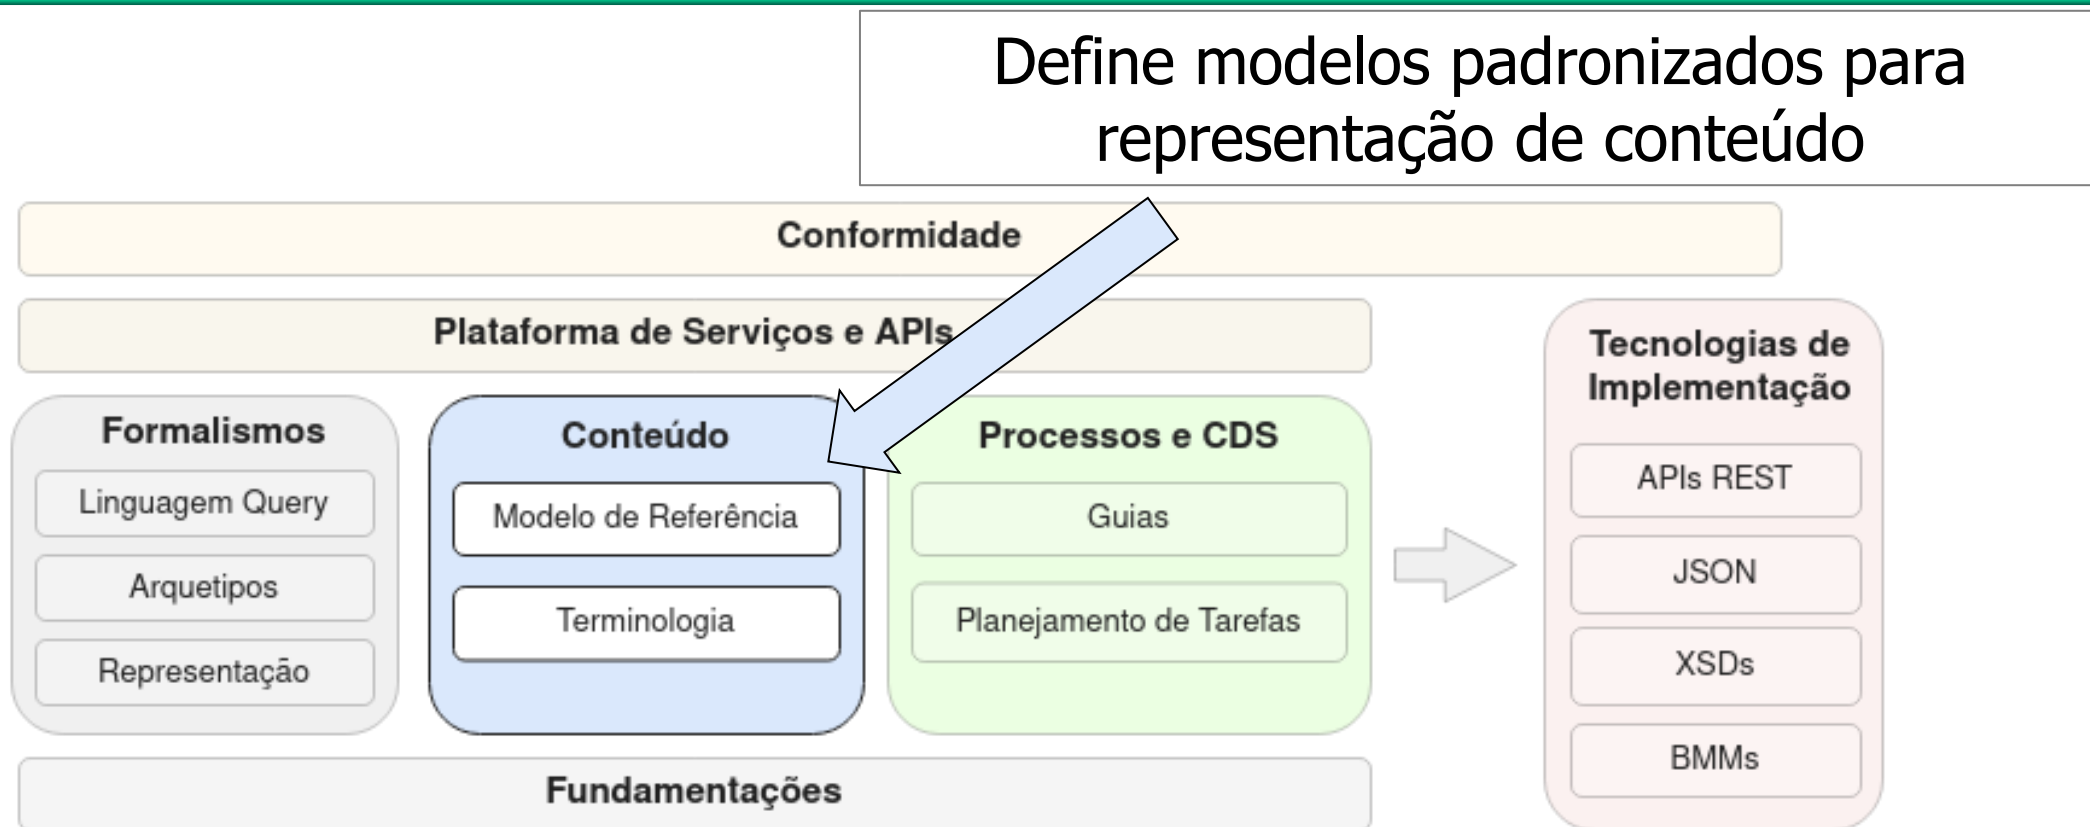 Define modelos padronizados para
representação de conteúdo
Conformidade
Plataforma de Serviços e APIs
Formalismos
Linguagem Query
Arquetipos
Representação
Conteúdo
Modelo de Referência
Terminologia
Processos e CDS
Guias
Planejamento de Tarefas
Tecnologias de
Implementação
APIs REST
JSON
XSDs
BMMs
Fundamentações